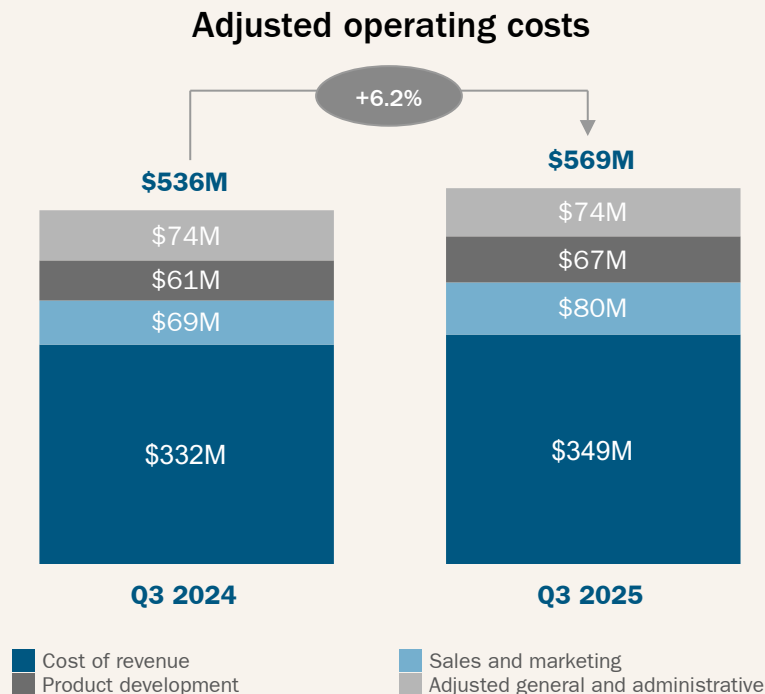 Adjusted operating costs
+6.2%
$536M
$569M
$74M
$74M
$61M
$67M
$69M
$80M
$332M
$349M
Q3 2024
Q3 2025
Cost of revenue
Sales and marketing
Product development
Adjusted general and administrative